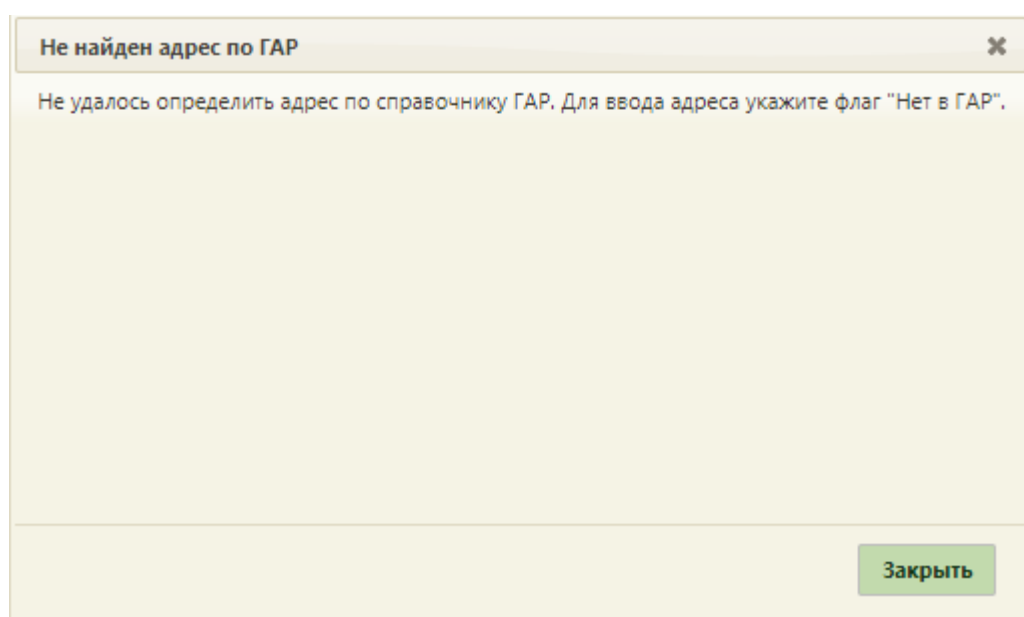 Не найден адрес по ГАР
Не удалось определить адрес по справочнику ГАР. Для ввода адреса укажите флаг "Нет в ГАР".
Закрыть